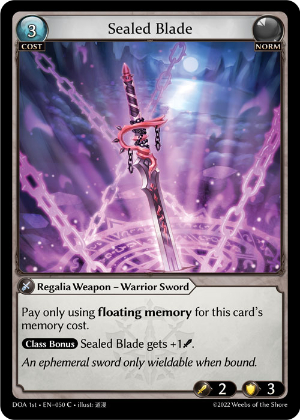 3
Sealed Blade
COST
NORM
Regalia Weapon – Warrior Sword
Pay only using floating memory for this card's
memory cost.
Class Bonus Sealed Blade gets +1
An ephemeral sword only wieldable when bound.
2
3
DOA 1st • EN-050 C • illust: 道瀑
©2022 Weebs of the Shore